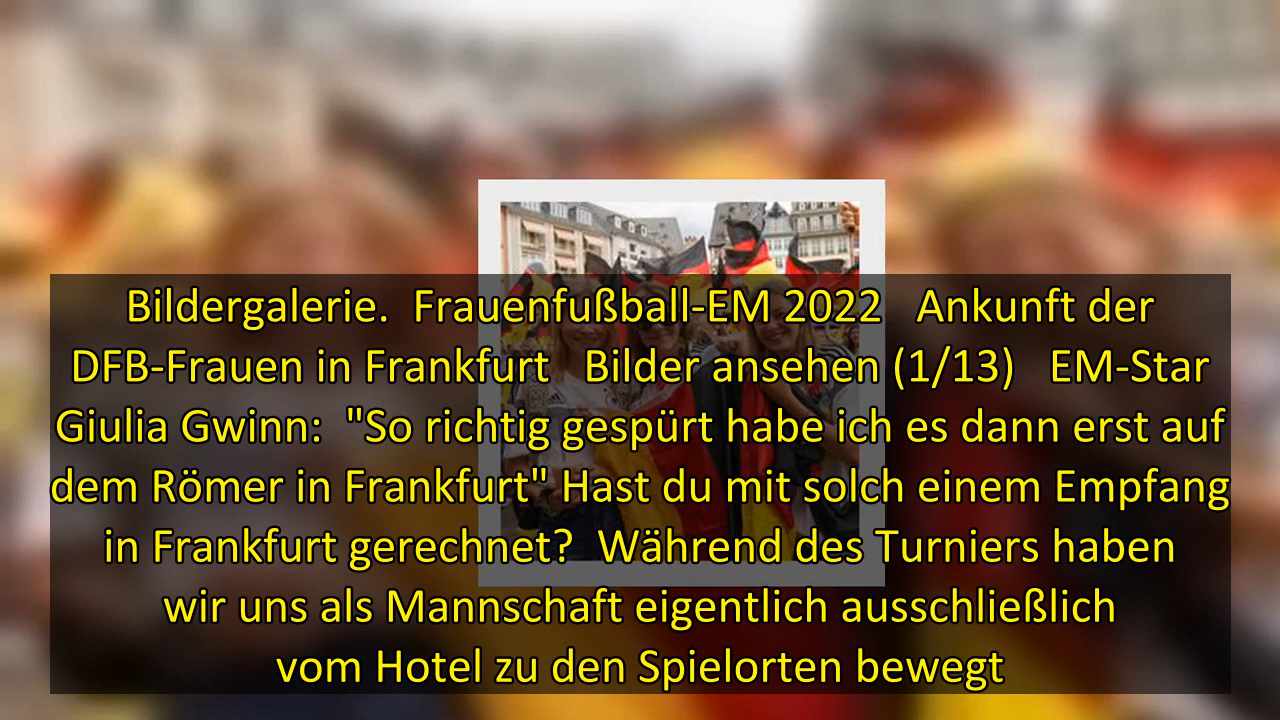 Bildergalerie.  Frauenfußball-EM 2022   Ankunft der
DFB-Frauen in Frankfurt   Bilder ansehen (1/13)   EM-Star
Giulia Gwinn:  "So richtig gespürt habe ich es dann erst auf
dem Römer in Frankfurt" Hast du mit solch einem Empfang
in Frankfurt gerechnet?  Während des Turniers haben
wir uns als Mannschaft eigentlich ausschließlich
vom Hotel zu den Spielorten bewegt